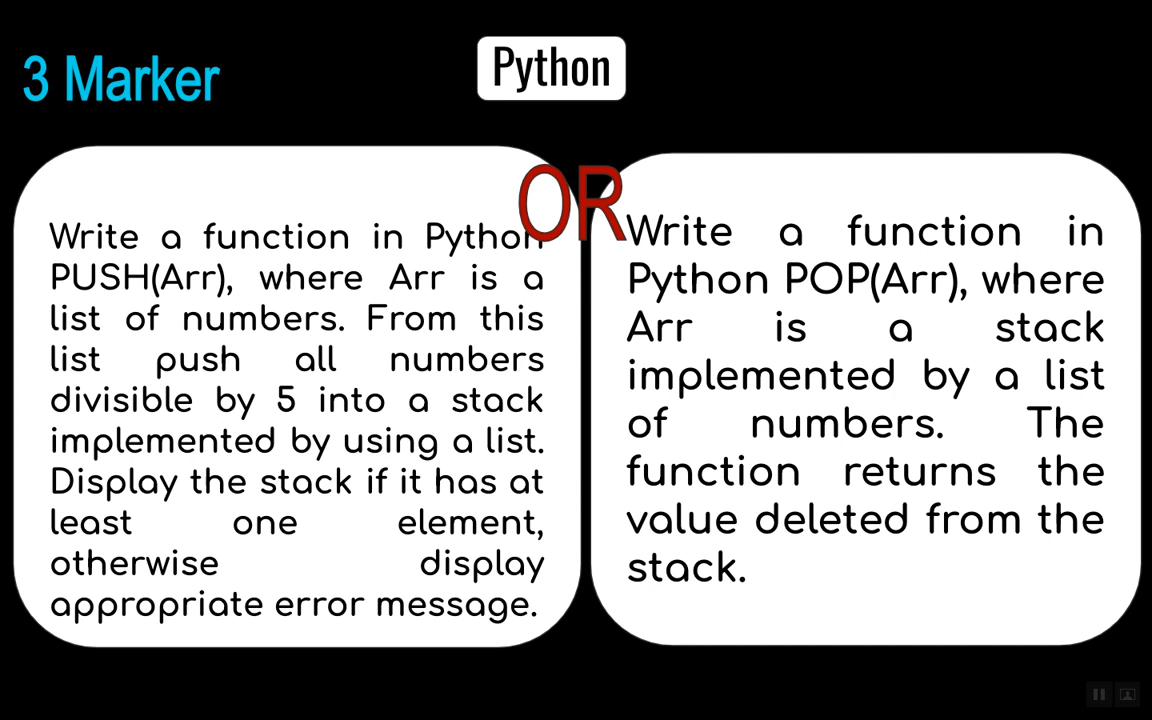 3 Marker
Python
OR
Write a function in Python
PUSH(Arr), where Arr is a
list of numbers. From this
list push all numbers
divisible by 5 into a stack
implemented by using a list.
Display the stack if it has at
least one element,
otherwise display
appropriate error message.
Write a function in
Python POP(Arr), where
Arr is a stack
implemented by a list
of numbers. The
function returns the
value deleted from the
stack.